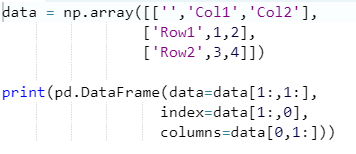 data = np.array([['','Col1','Col2'],
                ['Row1',1,2],
                ['Row2',3,4]])

print(pd.DataFrame(data=data[1:,1:],
                  index=data[1:,0],
                  columns=data[0,1:]))